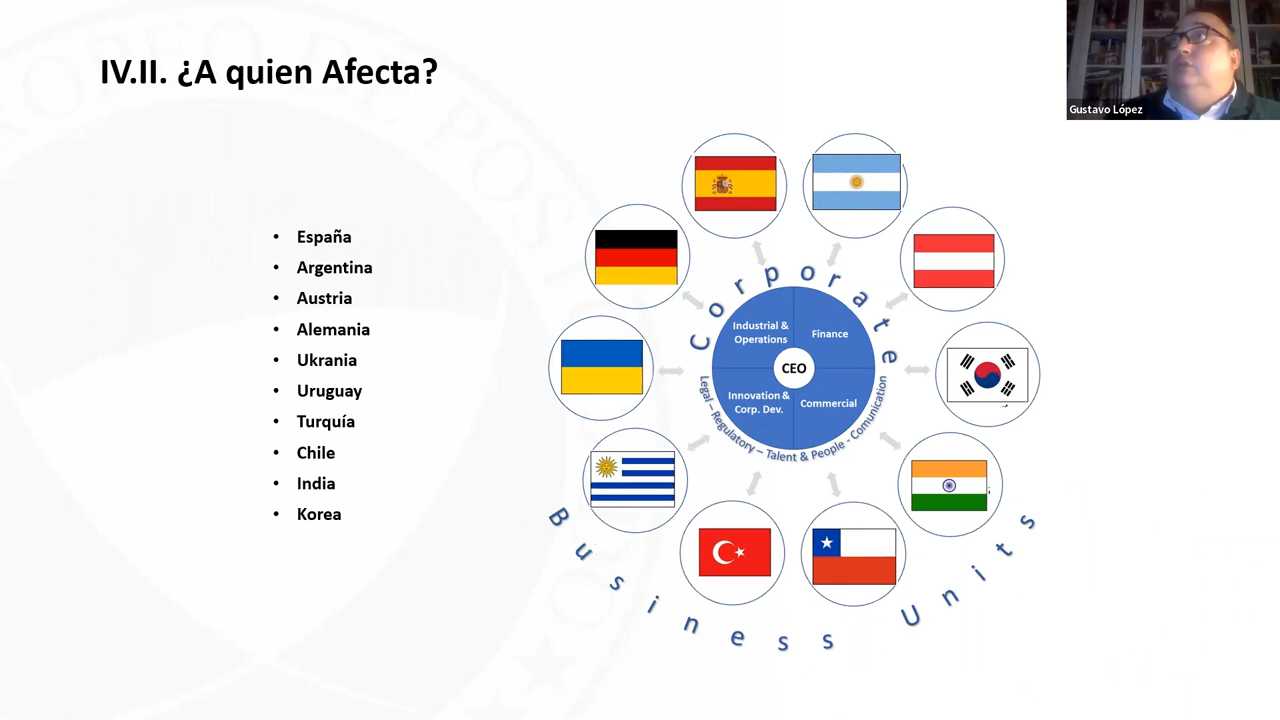 IV.II. ¿A quien Afecta?
Gustavo López
• España
• Argentina
• Austria
• Alemania
• Ukrania
• Uruguay
• Turquía
• Chile
• India
• Korea
Corporate
Industrial &
Operations
Finance
CEO
Innovation &
Corp. Dev.
Commercial
Legal – Regulatory – Talent & People - Comunication
Business Units